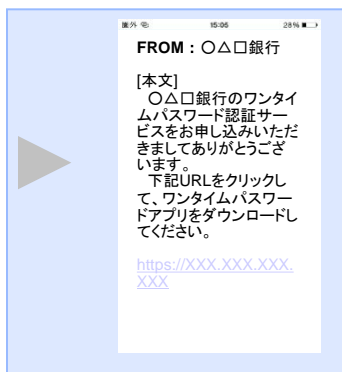 圏外 15:05 28%
FROM：○△□銀行
[本文]
　○△□銀行のワンタイ
ムパスワード認証サー
ビスをお申し込みいただ
きましてありがとうござ
います。
　下記URLをクリックし
て、ワンタイムパスワー
ドアプリをダウンロードし
てください。
https://XXX.XXX.XXX.
XXX